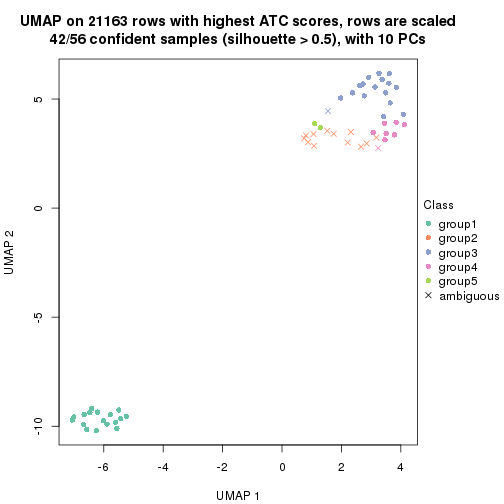 UMAP on 21163 rows with highest ATC scores, rows are scaled
42/56 confident samples (silhouette > 0.5), with 10 PCs
5
0
-5
-10
UMAP 2
-6
-4
-2
0
2
4
UMAP 1
Class
group1
group2
group3
group4
group5
ambiguous